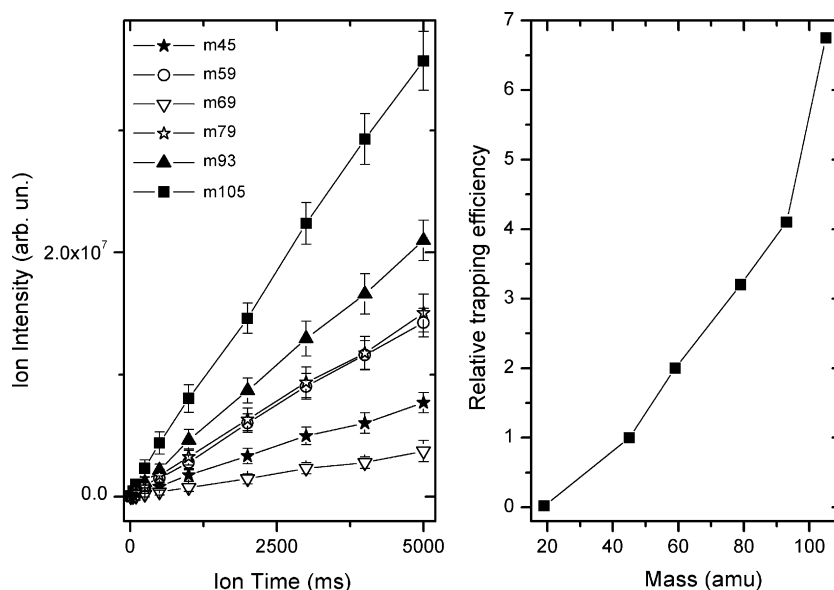 m45
m59
m69
m79
m93
m105
Ion Intensity (arb. un.)
2.0x10^7
0.0
0 2500 5000
Ion Time (ms)
Relative trapping efficiency
7
6
5
4
3
2
1
0
20 40 60 80 100
Mass (amu)